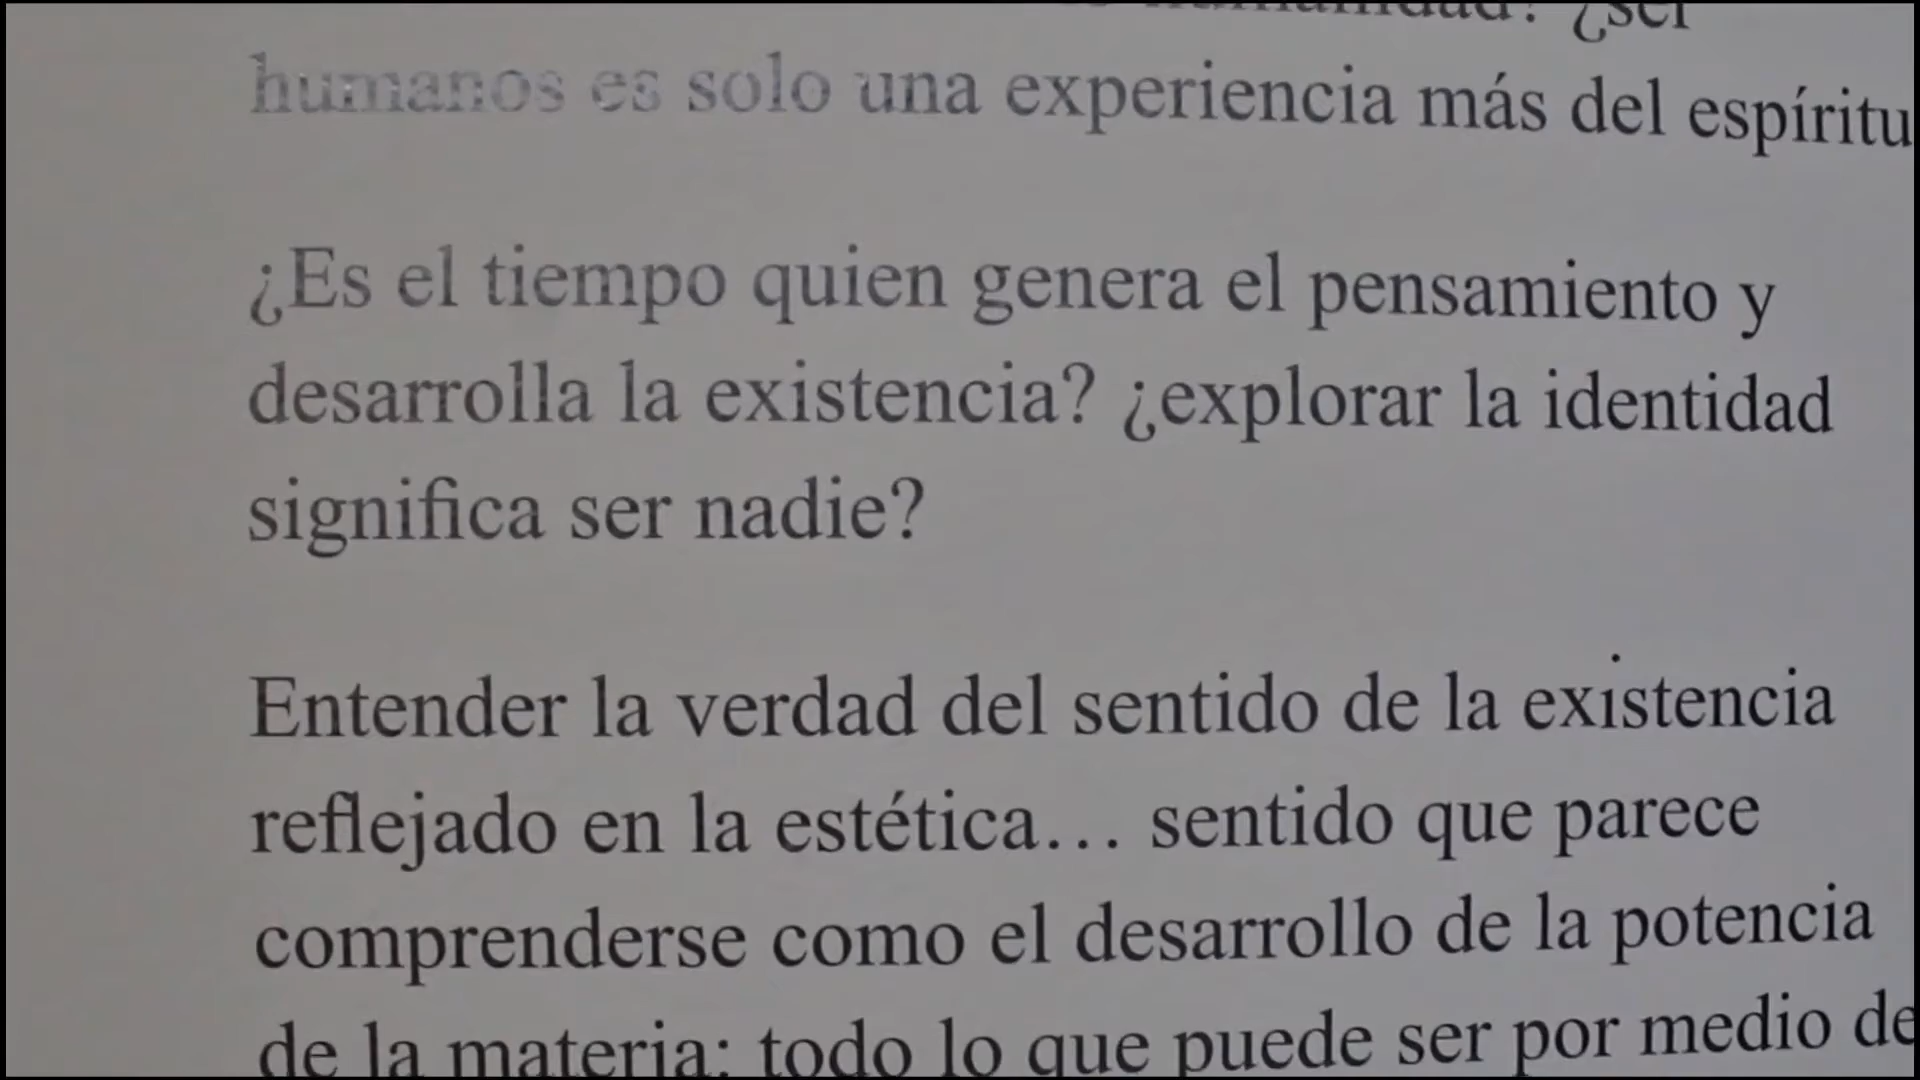 ¿ser
humanos es solo una experiencia más del espíritu
¿Es el tiempo quien genera el pensamiento y
desarrolla la existencia? ¿explorar la identidad
significa ser nadie?
Entender la verdad del sentido de la existencia
reflejado en la estética... sentido que parece
comprenderse como el desarrollo de la potencia
de la materia: todo lo que puede ser por medio de